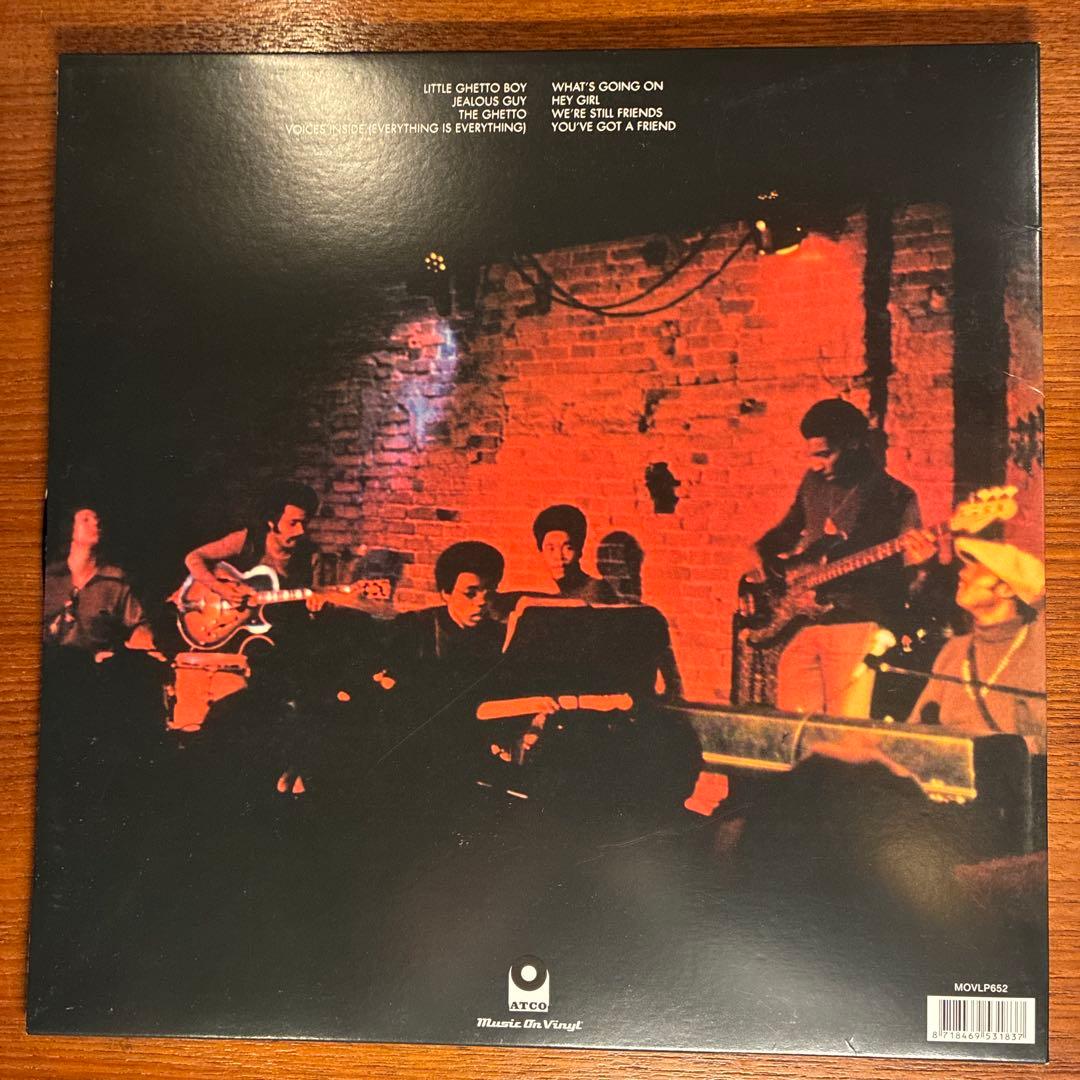 LITTLE GHETTO BOY
JEALOUS GUY
THE GHETTO
VOICES INSIDE (EVERYTHING IS EVERYTHING)
WHAT'S GOING ON
HEY GIRL
WE'RE STILL FRIENDS
YOU'VE GOT A FRIEND
ATCO
Music On Vinyl
MOVLP652
8 718469 531837